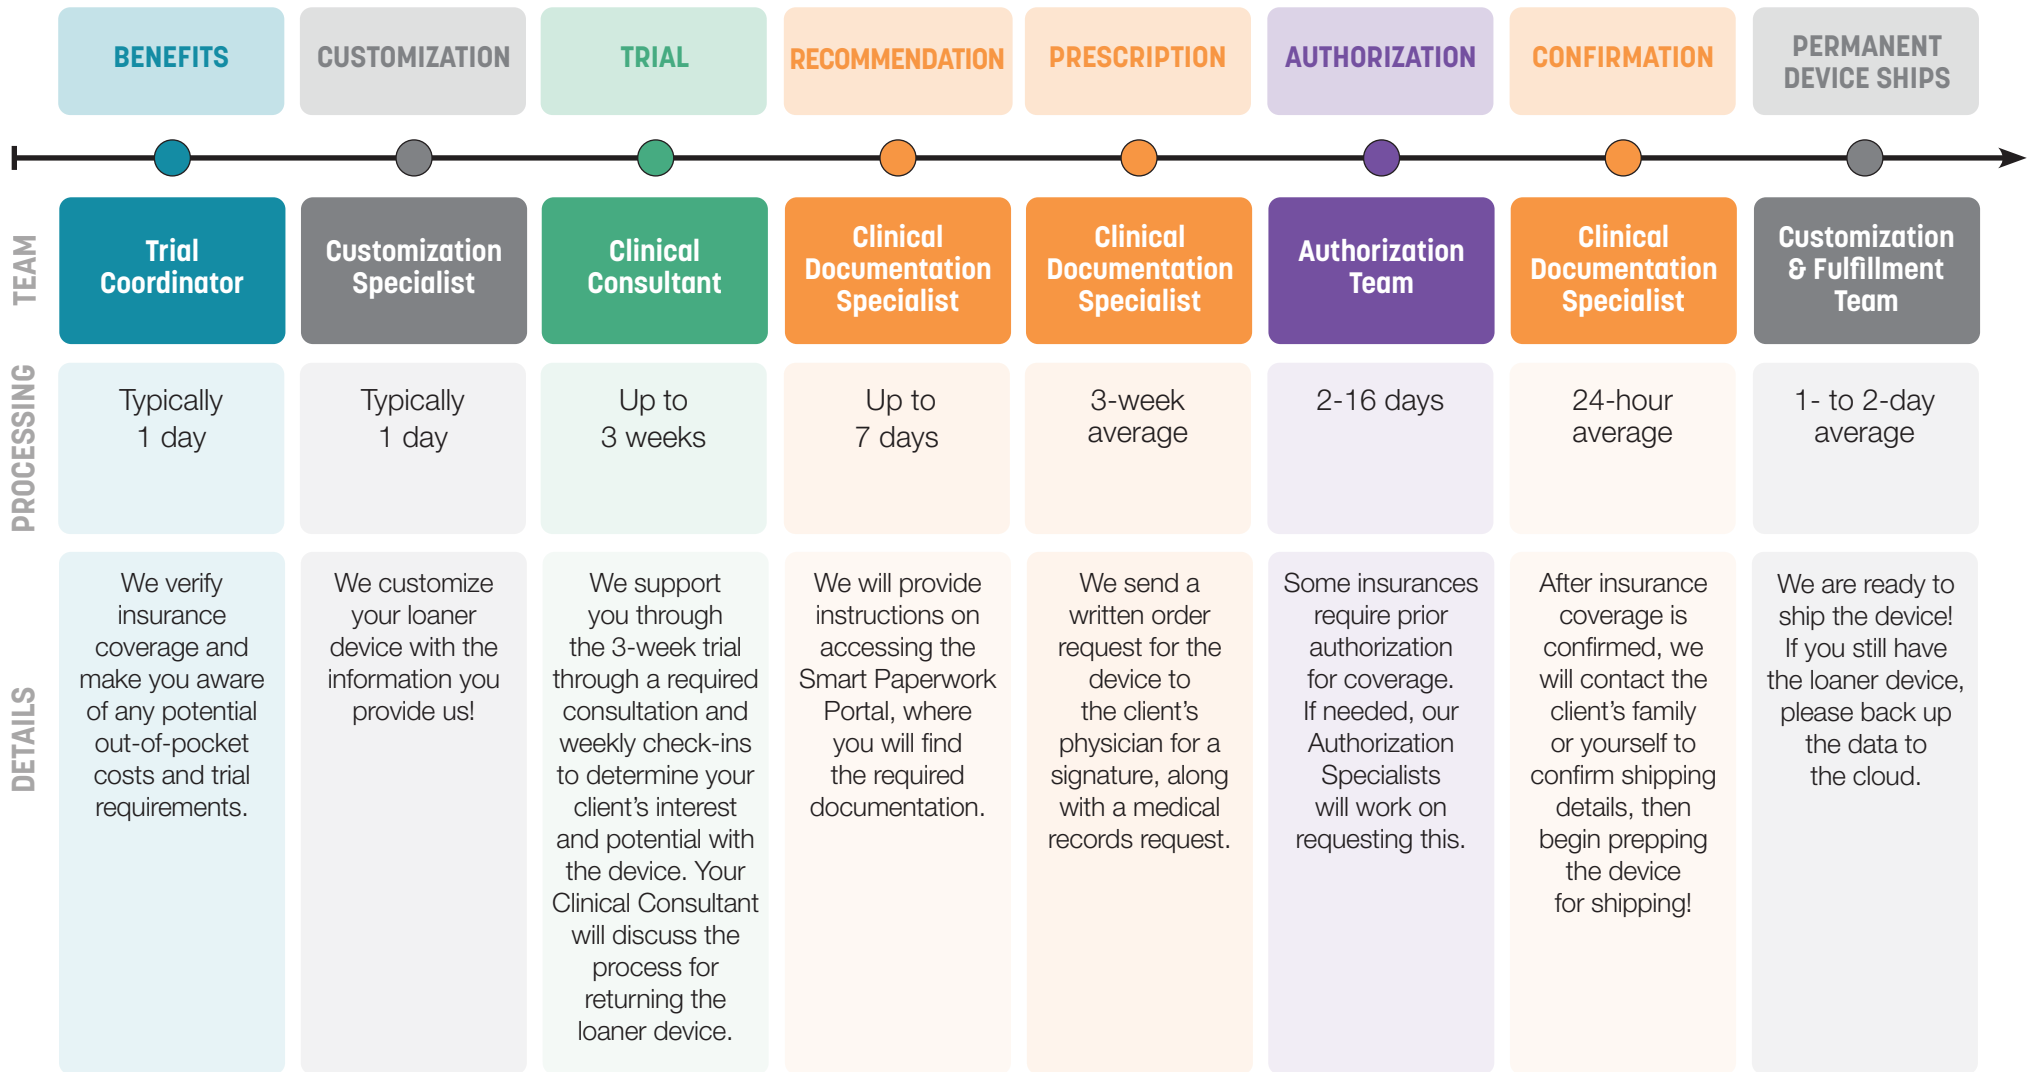 BENEFITS
CUSTOMIZATION
TRIAL
RECOMMENDATION
PRESCRIPTION
AUTHORIZATION
CONFIRMATION
PERMANENT
DEVICE SHIPS
TEAM
Trial
Coordinator
Customization
Specialist
Clinical
Consultant
Clinical
Documentation
Specialist
Clinical
Documentation
Specialist
Authorization
Team
Clinical
Documentation
Specialist
Customization
& Fulfillment
Team
PROCESSING
Typically
1 day
Typically
1 day
Up to
3 weeks
Up to
7 days
3-week
average
2-16 days
24-hour
average
1- to 2-day
average
DETAILS
We verify
insurance
coverage and
make you aware
of any potential
out-of-pocket
costs and trial
requirements.
We customize
your loaner
device with the
information you
provide us!
We support
you through
the 3-week trial
through a required
consultation and
weekly check-ins
to determine your
client's interest
and potential with
the device. Your
Clinical Consultant
will discuss the
process for
returning the
loaner device.
We will provide
instructions on
accessing the
Smart Paperwork
Portal, where
you will find
the required
documentation.
We send a
written order
request for the
device to
the client's
physician for a
signature, along
with a medical
records request.
Some insurances
require prior
authorization
for coverage.
If needed, our
Authorization
Specialists
will work on
requesting this.
After insurance
coverage is
confirmed, we
will contact the
client's family
or yourself to
confirm shipping
details, then
begin prepping
the device
for shipping!
We are ready to
ship the device!
If you still have
the loaner device,
please back up
the data to
the cloud.